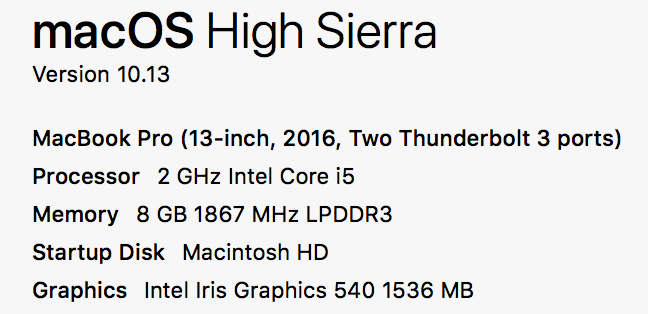 macOS High Sierra
Version 10.13
MacBook Pro (13-inch, 2016, Two Thunderbolt 3 ports)
Processor 2 GHz Intel Core i5
Memory 8 GB 1867 MHz LPDDR3
Startup Disk Macintosh HD
Graphics Intel Iris Graphics 540 1536 MB